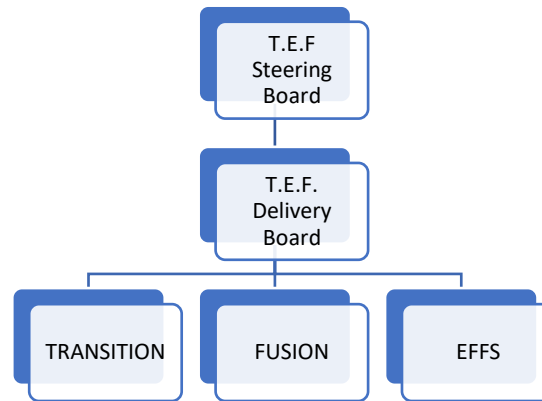 T.E.F
Steering
Board
T.E.F.
Delivery
Board
TRANSITION
FUSION
EFFS